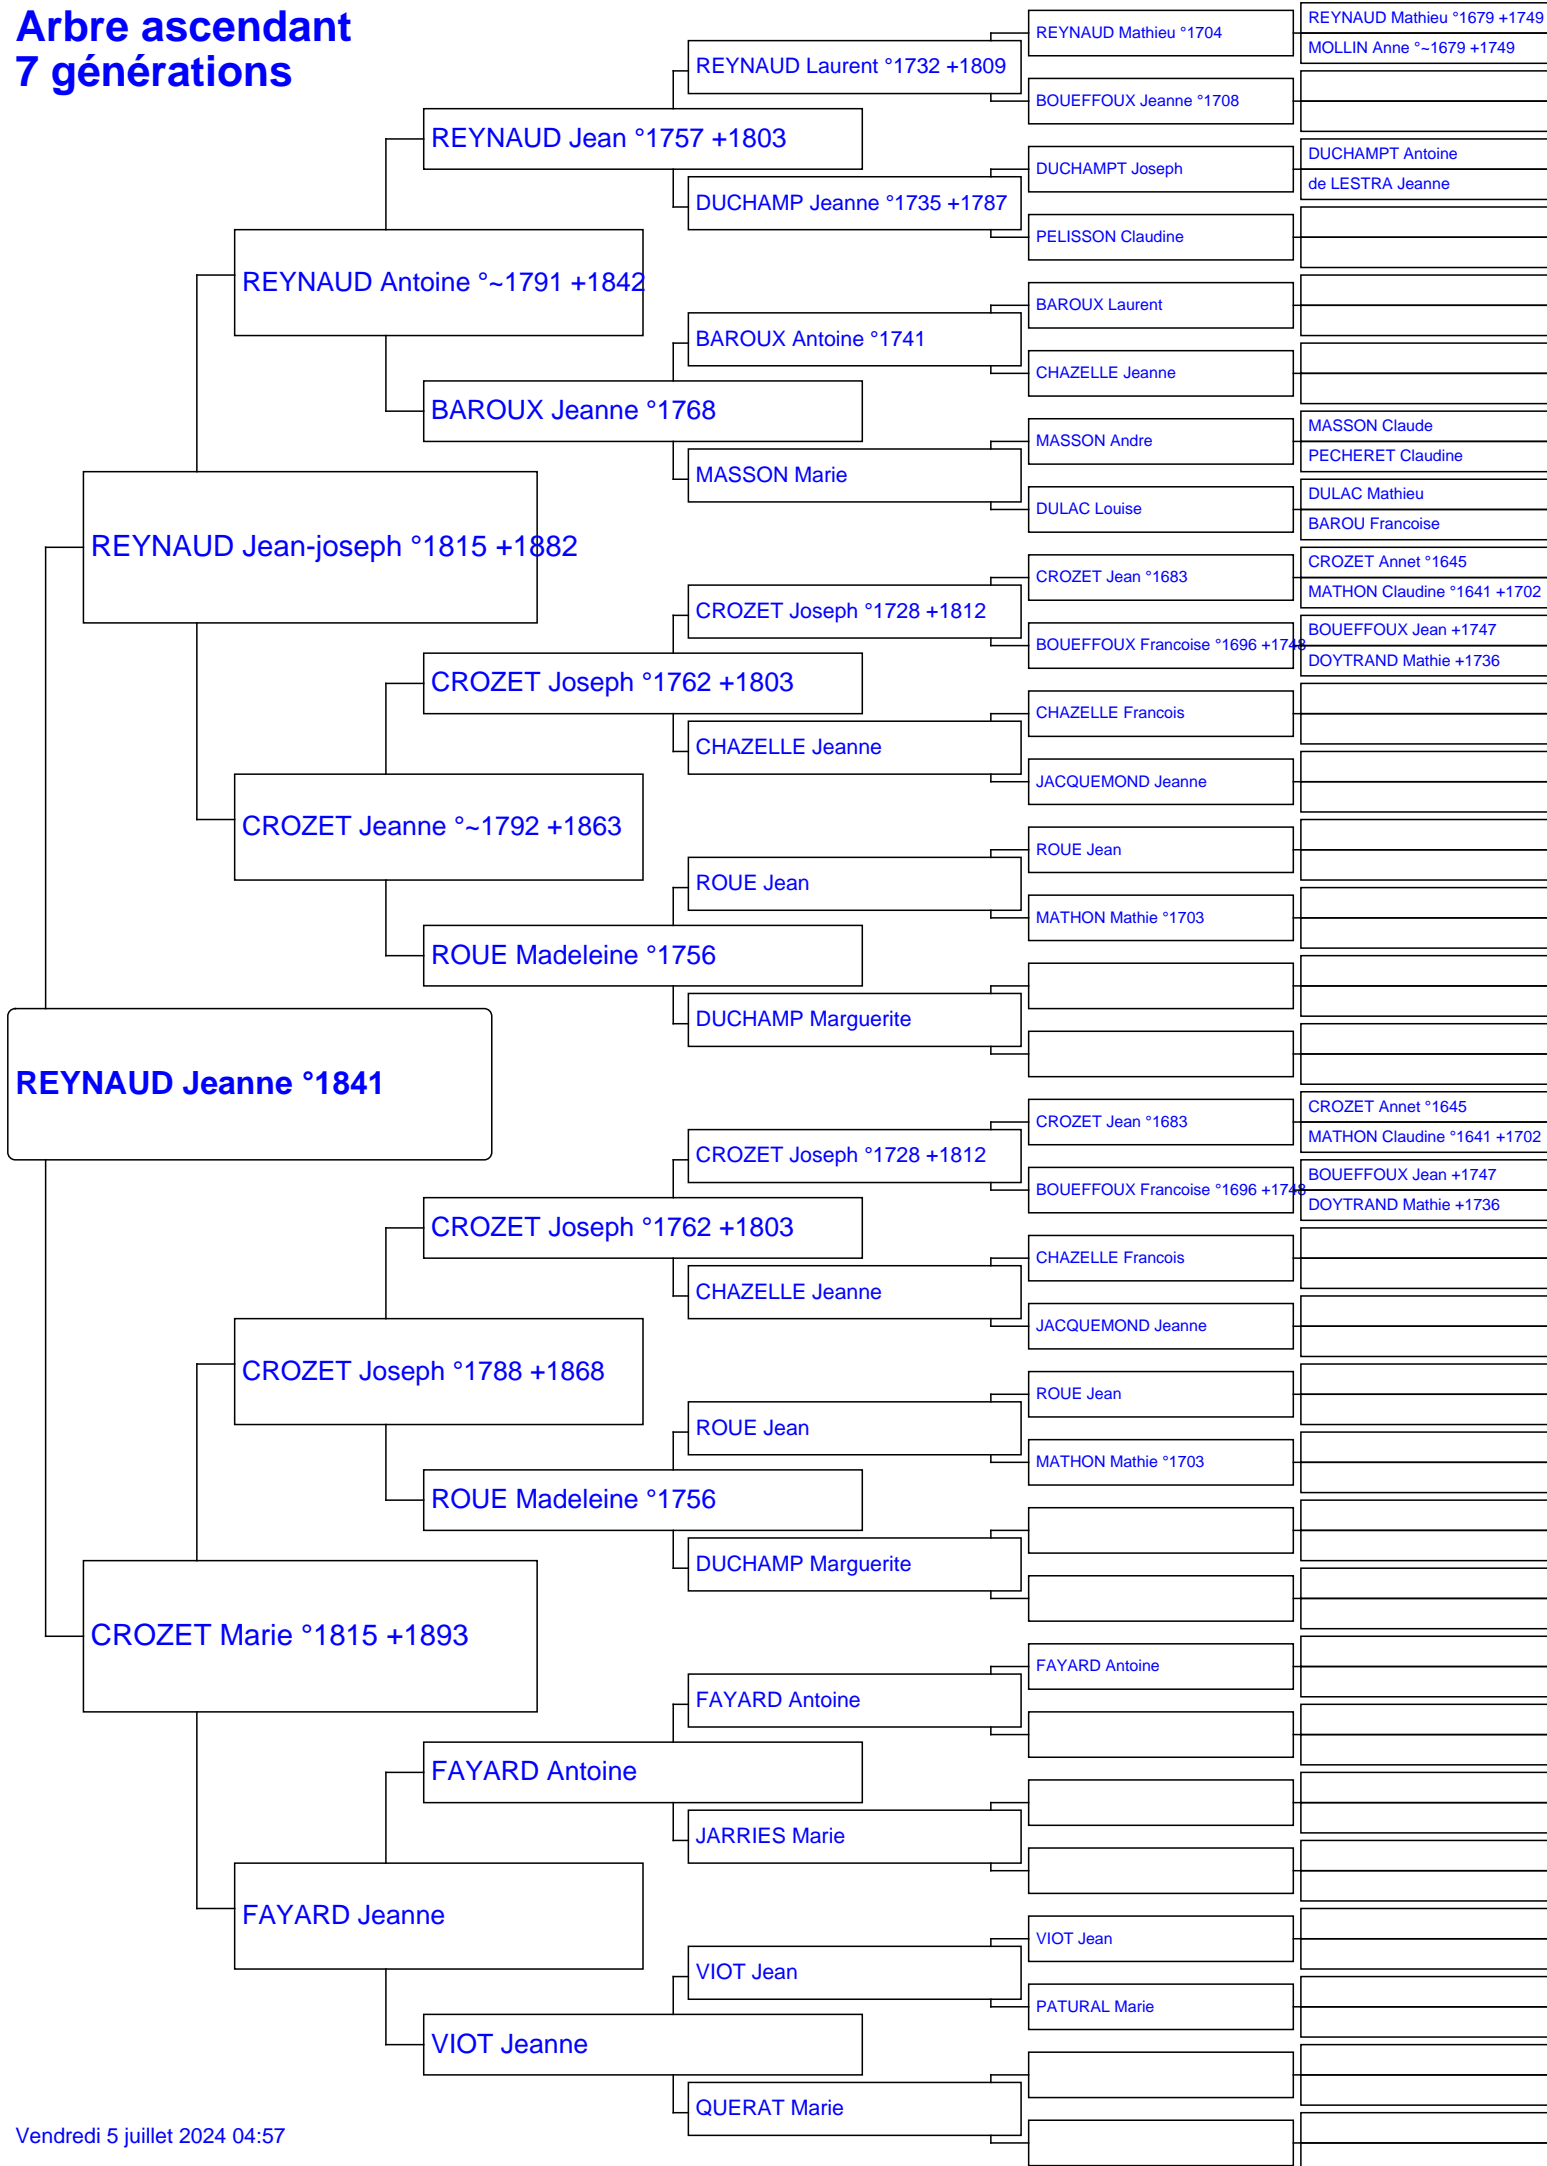 Arbre ascendant
7 générations
REYNAUD Mathieu °1679 +1749
REYNAUD Mathieu °1704
MOLLIN Anne °~1679 +1749
REYNAUD Laurent °1732 +1809
BOUEFFOUX Jeanne °1708
REYNAUD Jean °1757 +1803
DUCHAMPT Antoine
DUCHAMPT Joseph
de LESTRA Jeanne
DUCHAMP Jeanne °1735 +1787
PELISSON Claudine
REYNAUD Antoine °~1791 +1842
BAROUX Laurent
BAROUX Antoine °1741
CHAZELLE Jeanne
BAROUX Jeanne °1768
MASSON Claude
MASSON Andre
PECHERET Claudine
MASSON Marie
DULAC Mathieu
DULAC Louise
BAROU Francoise
REYNAUD Jean-joseph °1815 +1882
CROZET Annet °1645
CROZET Jean °1683
MATHON Claudine °1641 +1702
CROZET Joseph °1728 +1812
BOUEFFOUX Jean +1747
BOUEFFOUX Francoise °1696 +1748
DOYTRAND Mathie +1736
CROZET Joseph °1762 +1803
CHAZELLE Francois
CHAZELLE Jeanne
JACQUEMOND Jeanne
CROZET Jeanne °~1792 +1863
ROUE Jean
ROUE Jean
MATHON Mathie °1703
ROUE Madeleine °1756
DUCHAMP Marguerite
REYNAUD Jeanne °1841
CROZET Annet °1645
CROZET Jean °1683
MATHON Claudine °1641 +1702
CROZET Joseph °1728 +1812
BOUEFFOUX Jean +1747
BOUEFFOUX Francoise °1696 +1748
DOYTRAND Mathie +1736
CROZET Joseph °1762 +1803
CHAZELLE Francois
CHAZELLE Jeanne
JACQUEMOND Jeanne
CROZET Joseph °1788 +1868
ROUE Jean
ROUE Jean
MATHON Mathie °1703
ROUE Madeleine °1756
DUCHAMP Marguerite
CROZET Marie °1815 +1893
FAYARD Antoine
FAYARD Antoine
FAYARD Antoine
JARRIES Marie
FAYARD Jeanne
VIOT Jean
VIOT Jean
PATURAL Marie
VIOT Jeanne
QUERAT Marie
Vendredi 5 juillet 2024 04:57